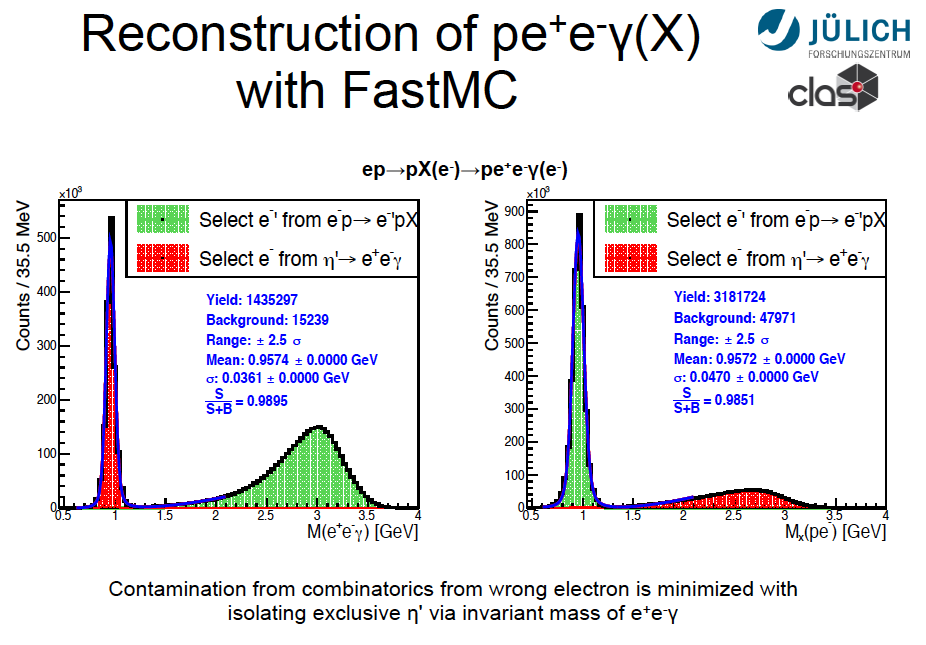 Reconstruction of pe⁺e⁻γ(X)
with FastMC
JÜLICH
FORSCHUNGSZENTRUM
clas
ep→pX(e⁻)→pe⁺e⁻γ(e⁻)
×10³
Counts / 35.5 MeV
500
400
300
200
100
0
0.5 1 1.5 2 2.5 3 3.5 4
M(e⁺e⁻γ) [GeV]
Select e⁻' from e⁻p→ e⁻'pX
Select e⁻ from η'→ e⁺e⁻γ
Yield: 1435297
Background: 15239
Range: ± 2.5 σ
Mean: 0.9574 ± 0.0000 GeV
σ: 0.0361 ± 0.0000 GeV
S
S+B = 0.9895
×10³
Counts / 35.5 MeV
900
800
700
600
500
400
300
200
100
0
0.5 1 1.5 2 2.5 3 3.5 4
Mₓ(pe⁻) [GeV]
Select e⁻' from e⁻p→ e⁻'pX
Select e⁻ from η'→ e⁺e⁻γ
Yield: 3181724
Background: 47971
Range: ± 2.5 σ
Mean: 0.9572 ± 0.0000 GeV
σ: 0.0470 ± 0.0000 GeV
S
S+B = 0.9851
Contamination from combinatorics from wrong electron is minimized with
isolating exclusive η' via invariant mass of e⁺e⁻γ